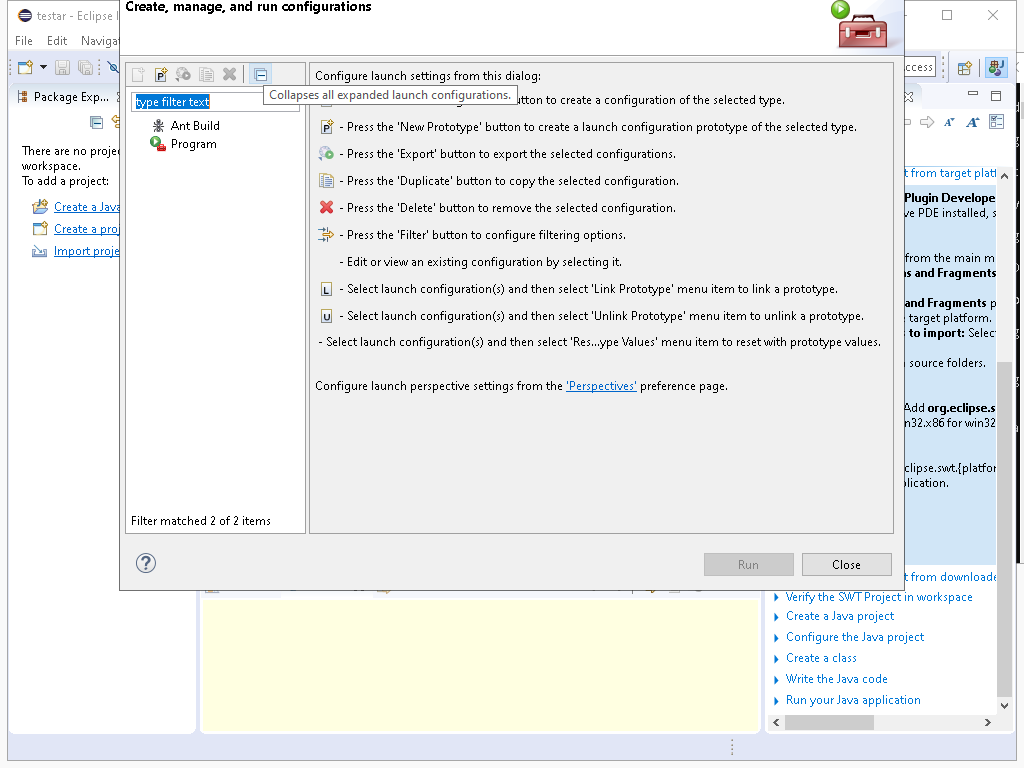 testar - Eclipse I
Create, manage, and run configurations
File Edit Naviga
ccess
Package Exp...
There are no proje
workspace.
To add a project:
Create a Java
Create a proj
Import proje
type filter text
Ant Build
Program
Filter matched 2 of 2 items
Configure launch settings from this dialog:
Collapses all expanded launch configurations.
button to create a configuration of the selected type.
- Press the 'New Prototype' button to create a launch configuration prototype of the selected type.
- Press the 'Export' button to export the selected configurations.
- Press the 'Duplicate' button to copy the selected configuration.
- Press the 'Delete' button to remove the selected configuration.
- Press the 'Filter' button to configure filtering options.
- Edit or view an existing configuration by selecting it.
- Select launch configuration(s) and then select 'Link Prototype' menu item to link a prototype.
- Select launch configuration(s) and then select 'Unlink Prototype' menu item to unlink a prototype.
- Select launch configuration(s) and then select 'Res...ype Values' menu item to reset with prototype values.
Configure launch perspective settings from the 'Perspectives' preference page.
Run
Close
t from target platf
Plugin Develope
ve PDE installed, s
from the main m
ns and Fragments
and Fragments p
target platform.
to import: Selec
source folders.
Add org.eclipse.s
n32.x86 for win32
clipse.swt.{platfor
plication.
t from downloade
Verify the SWT Project in workspace
Create a Java project
Configure the Java project
Create a class
Write the Java code
Run your Java application